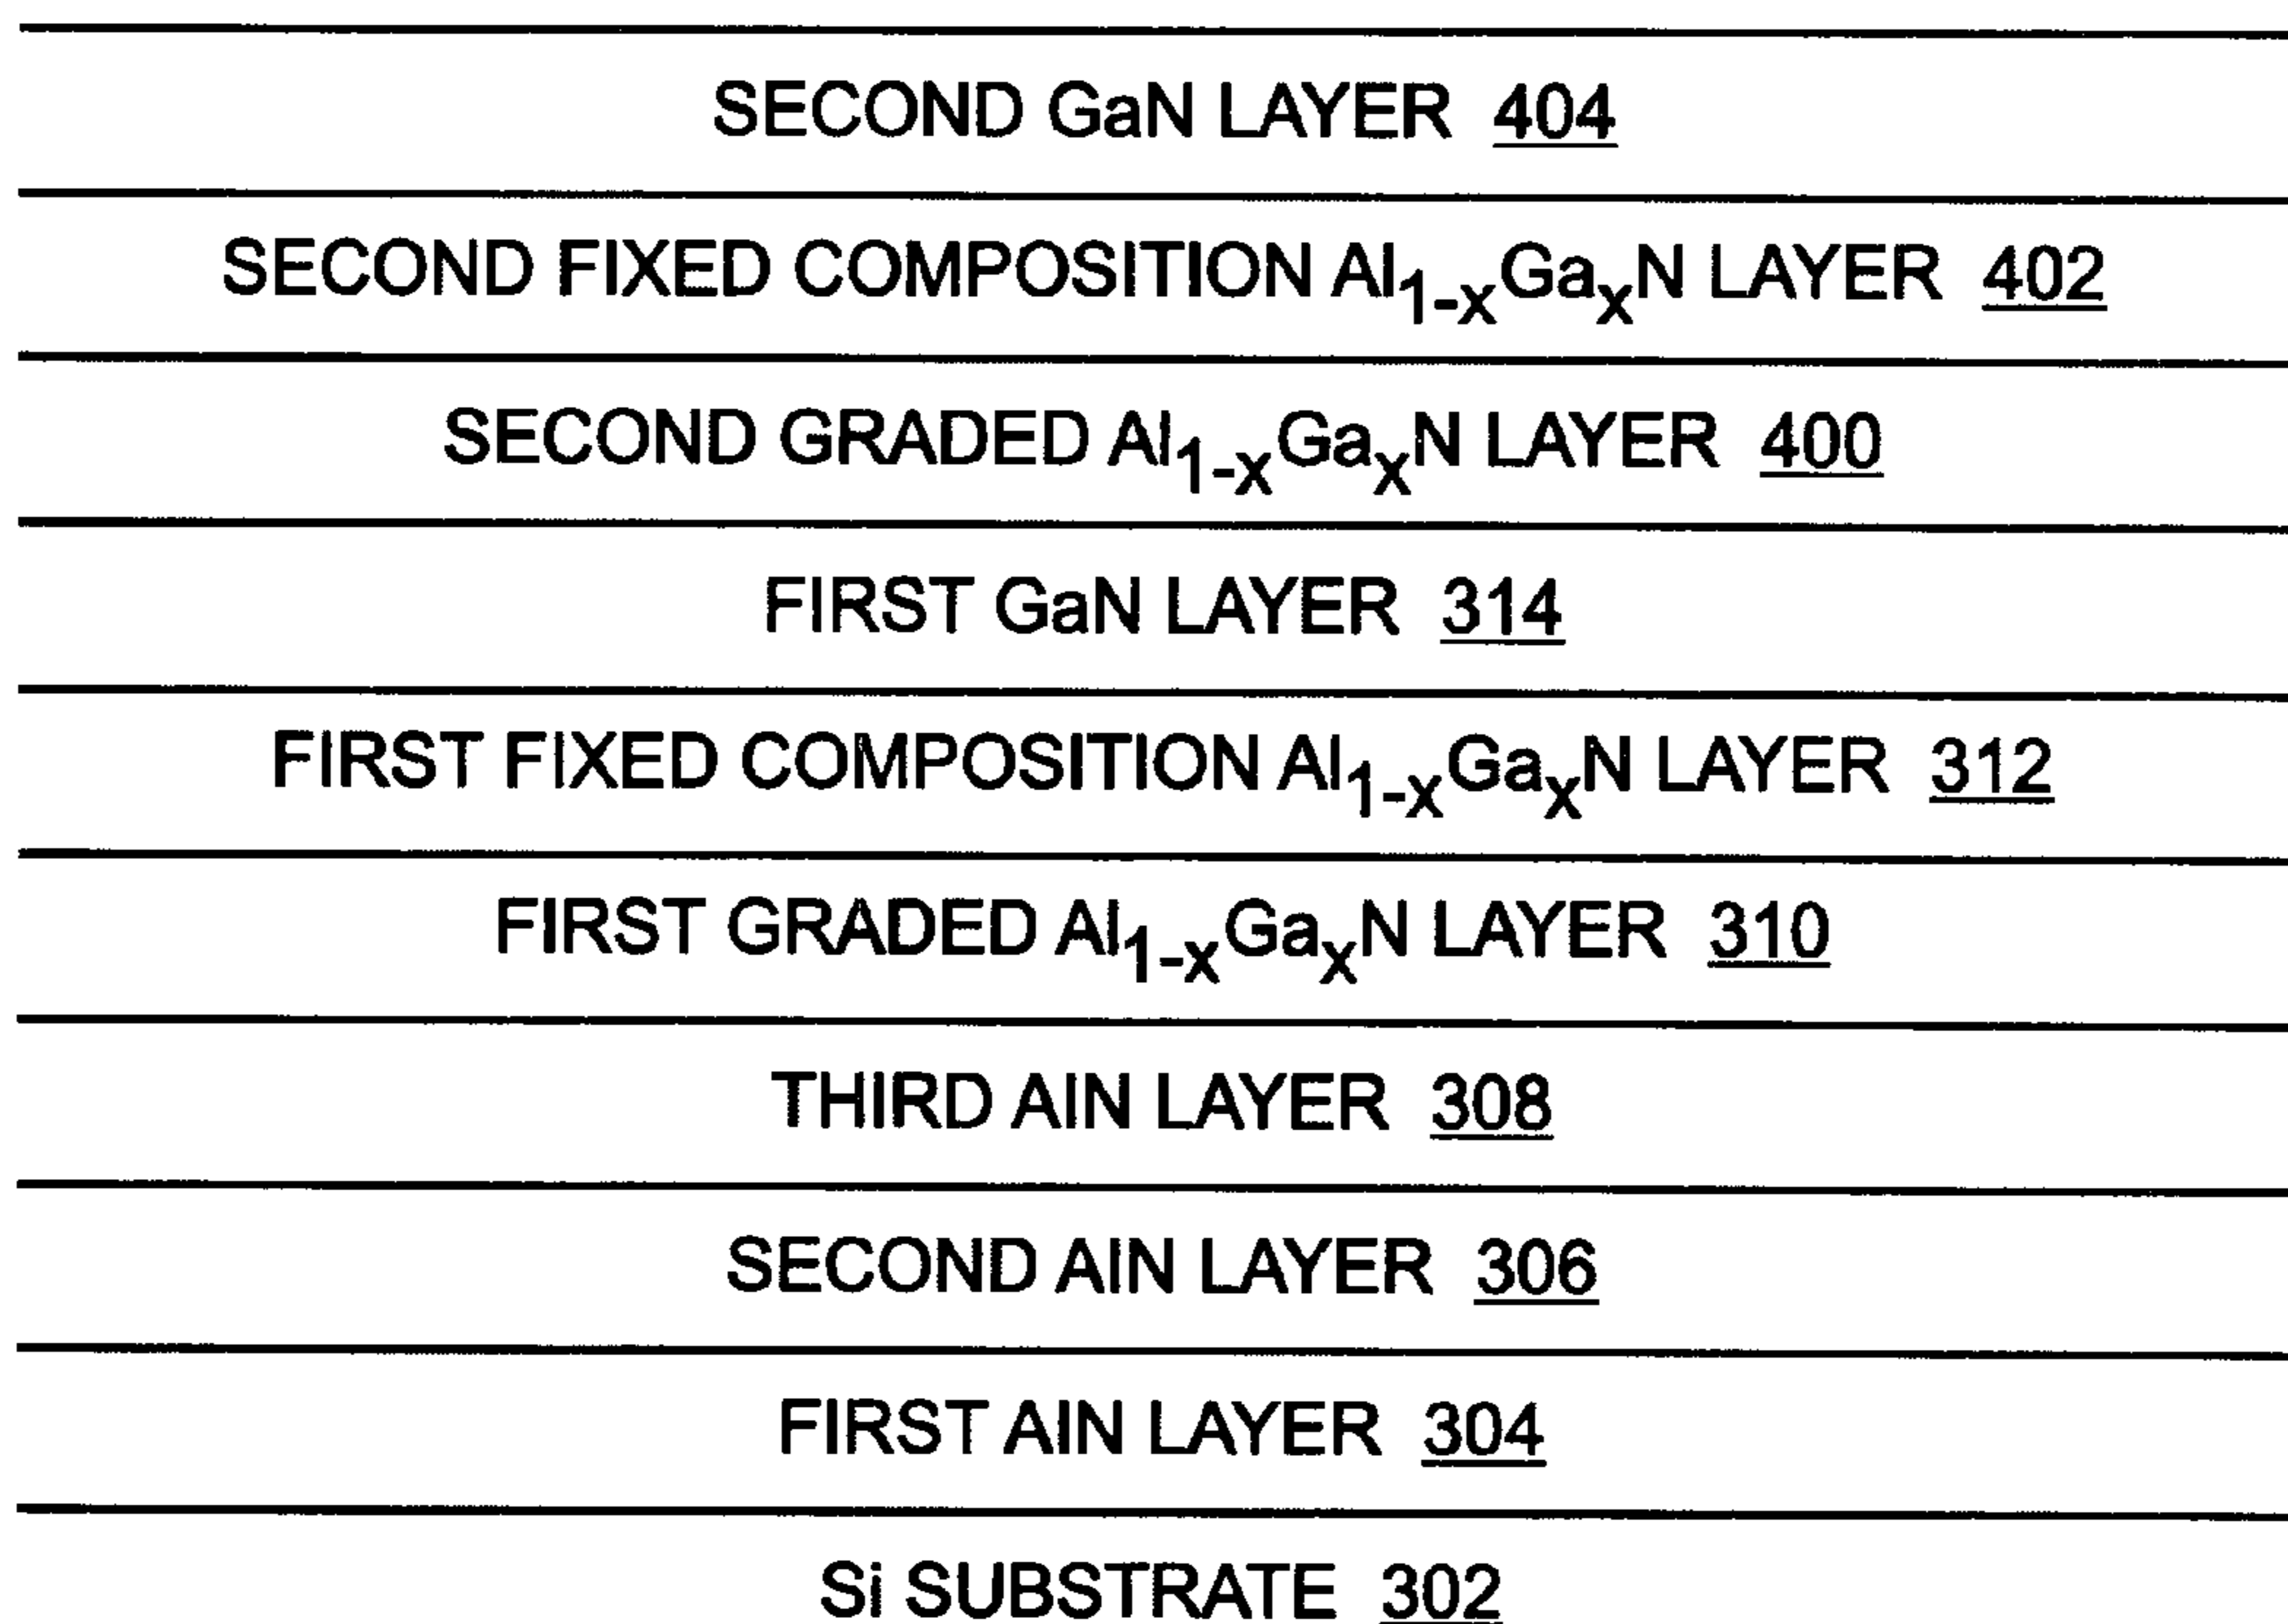 SECOND GaN LAYER 404
SECOND FIXED COMPOSITION Al1-xGaxN LAYER 402
SECOND GRADED Al1-xGaxN LAYER 400
FIRST GaN LAYER 314
FIRST FIXED COMPOSITION Al1-xGaxN LAYER 312
FIRST GRADED Al1-xGaxN LAYER 310
THIRD AlN LAYER 308
SECOND AlN LAYER 306
FIRST AlN LAYER 304
Si SUBSTRATE 302